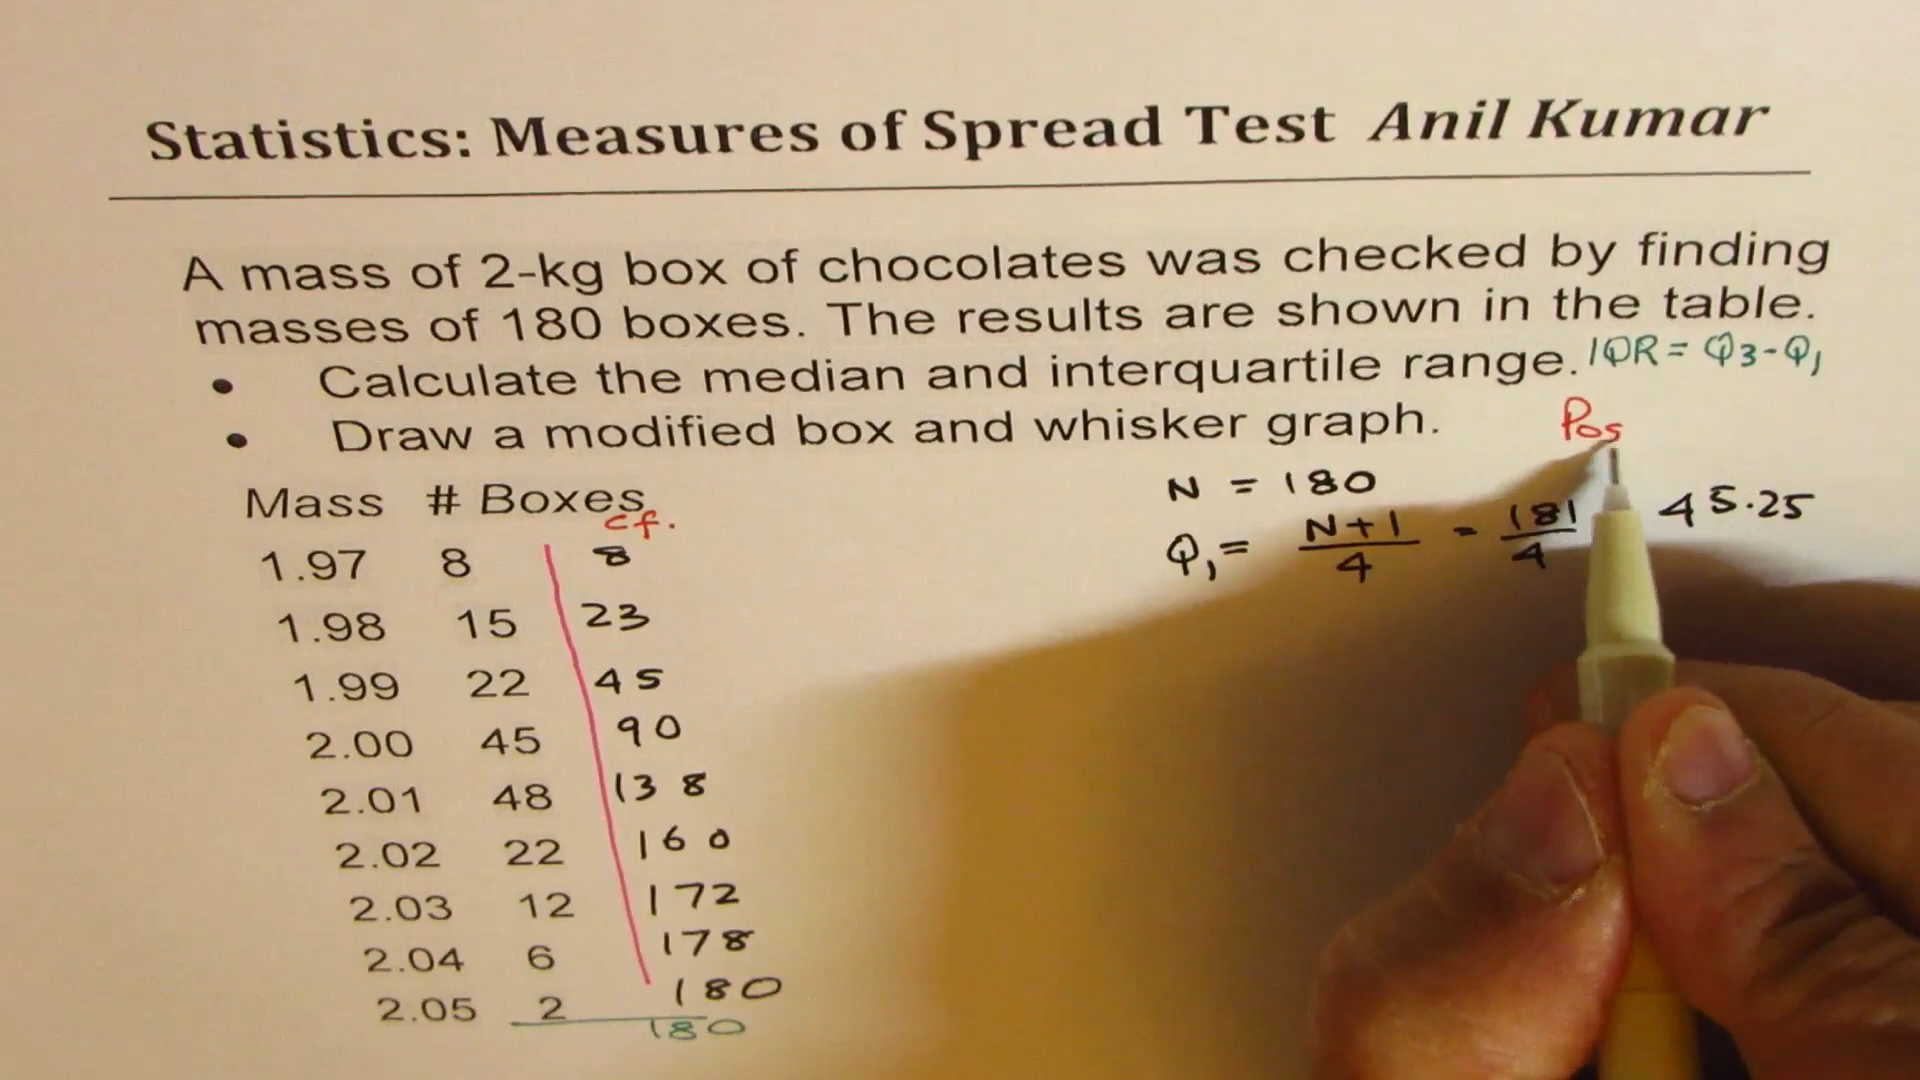 Statistics: Measures of Spread Test Anil Kumar
A mass of 2-kg box of chocolates was checked by finding
masses of 180 boxes. The results are shown in the table.
• Calculate the median and interquartile range. IQR = Q3-Q1
• Draw a modified box and whisker graph.
Pos
N = 180
Q1 = N+1/4 = 181/4 45.25
Mass # Boxes cf.
1.97 8 8
1.98 15 23
1.99 22 45
2.00 45 90
2.01 48 138
2.02 22 160
2.03 12 172
2.04 6 178
2.05 2 180
180